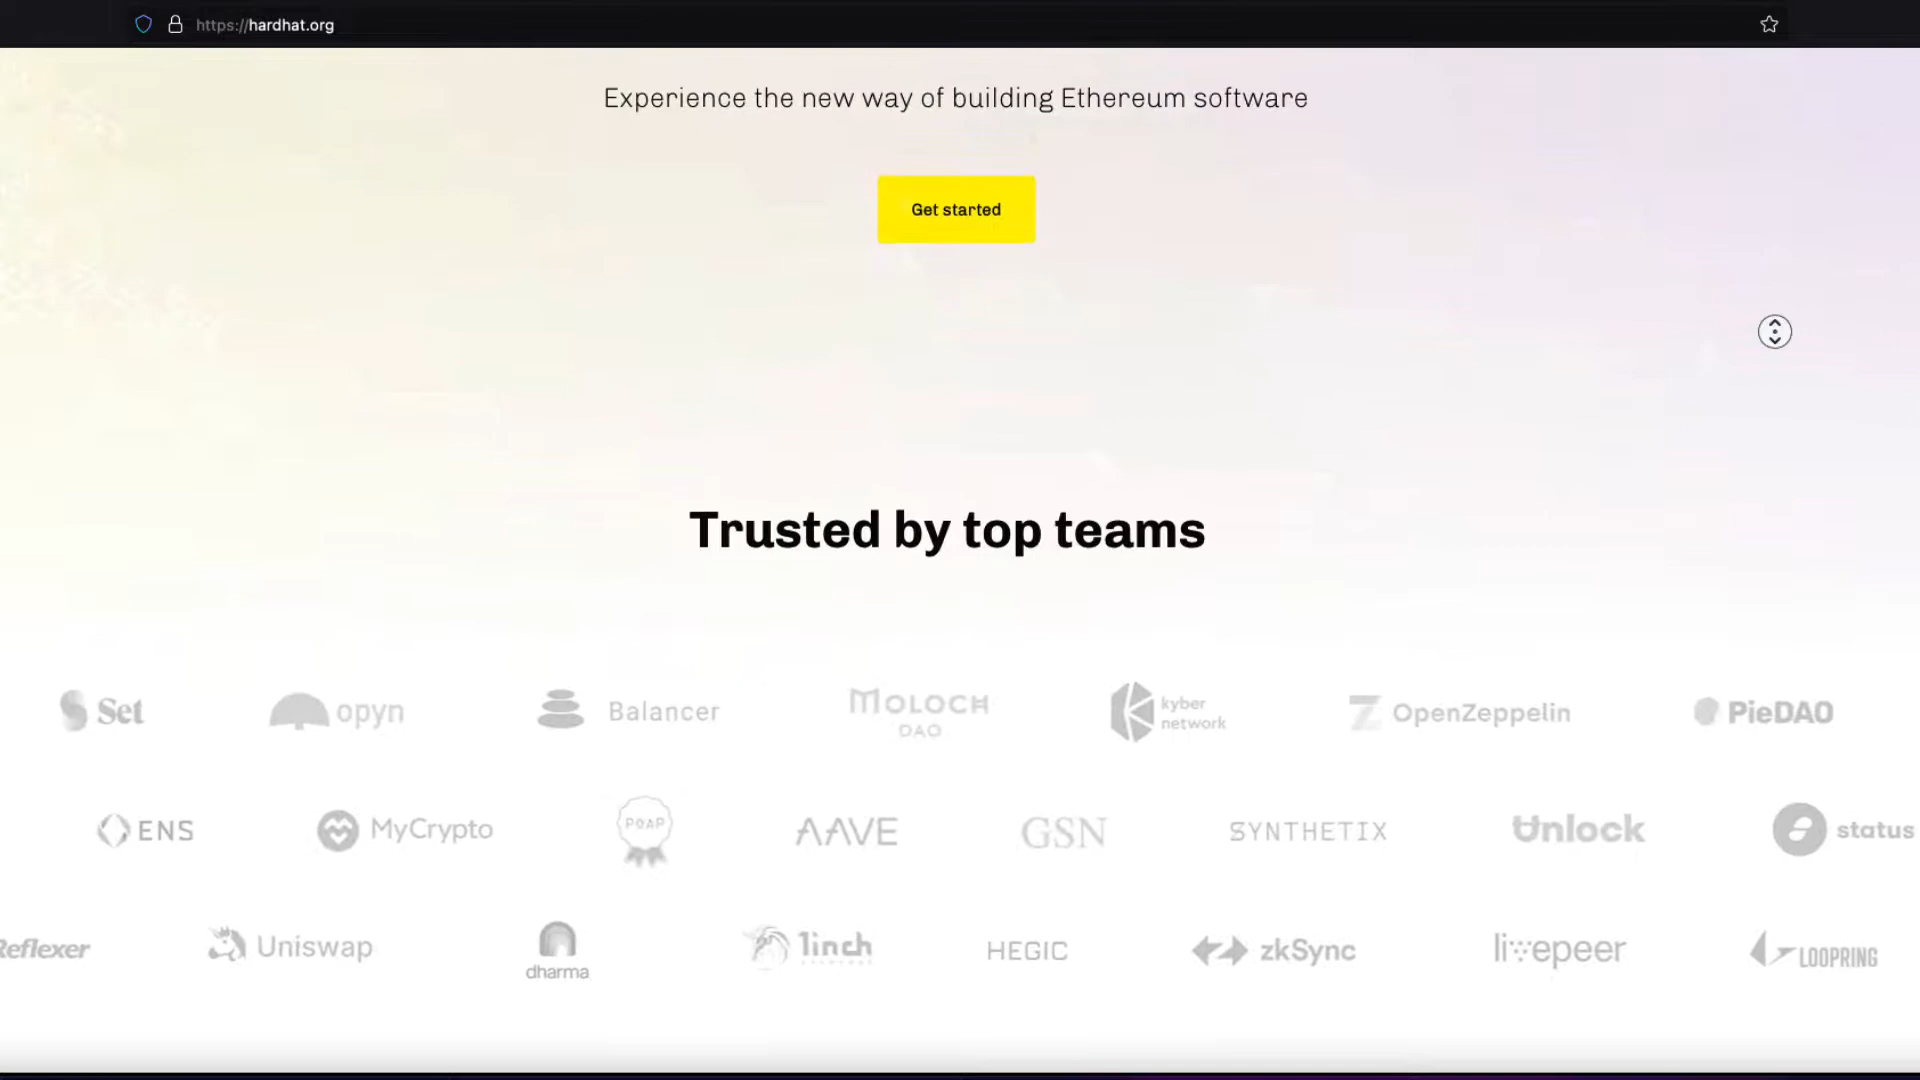 https://hardhat.org
Experience the new way of building Ethereum software
Get started
Trusted by top teams
Set opyn Balancer MOLOCH DAO kyber network OpenZeppelin PieDAO
ENS MyCrypto POAP AAVE GSN SYNTHETIX Unlock status
Reflexer Uniswap dharma 1inch HEGIC zkSync livepeer LOOPRING